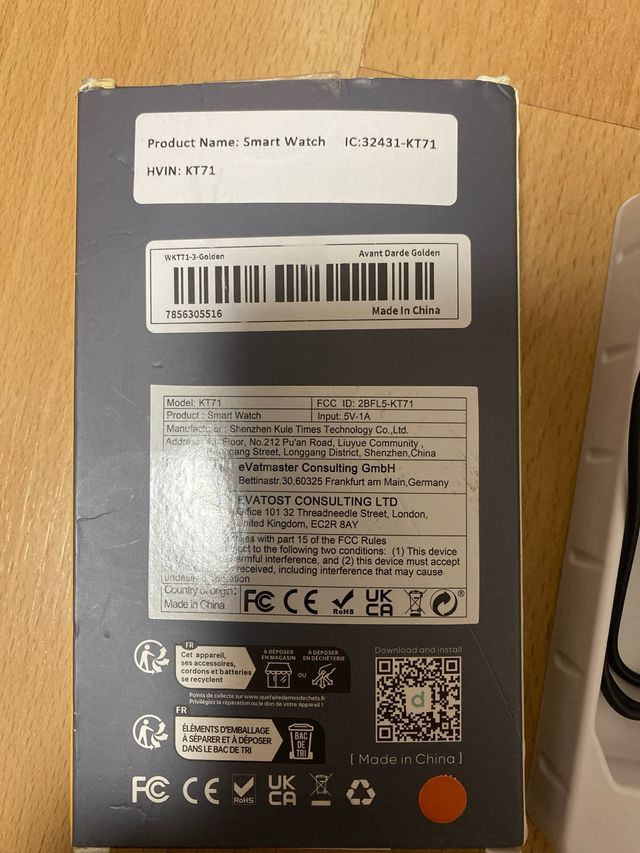 Product Name: Smart Watch IC:32431-KT71
HVIN: KT71
WKT71-3-Golden Avant Darde Golden
7856305516 Made In China
Model: KT71 FCC ID: 2BFL5-KT71
Product : Smart Watch Input: 5V-1A
Manufacturer : Shenzhen Kule Times Technology Co.,Ltd.
Address: Floor, No.212 Pu'an Road, Liuyue Community ,
Street, Longgang District, Shenzhen,China
eVatmaster Consulting GmbH
Bettinastr.30,60325 Frankfurt am Main,Germany
EVATOST CONSULTING LTD
Office 101 32 Threadneedle Street, London,
United Kingdom, EC2R 8AY
with part 15 of the FCC Rules
to the following two conditions: (1) This device
harmful interference, and (2) this device must accept
received, including interference that may cause
undesired operation
Country of origin:
Made in China
FC CE RoHS UK CA
FR
Cet appareil,
ses accessoires,
cordons et batteries
se recyclent
À DÉPOSER EN MAGASIN OU À DÉPOSER EN DÉCHÈTERIE
Points de collecte sur www.quefairedemesdechets.fr
Privilégiez la réparation ou le don de votre appareil !
FR
ÉLÉMENTS D'EMBALLAGE
À SÉPARER ET À DÉPOSER
DANS LE BAC DE TRI
BAC
DE
TRI
Download and install
d
[ Made in China ]
FC CE RoHS UK CA